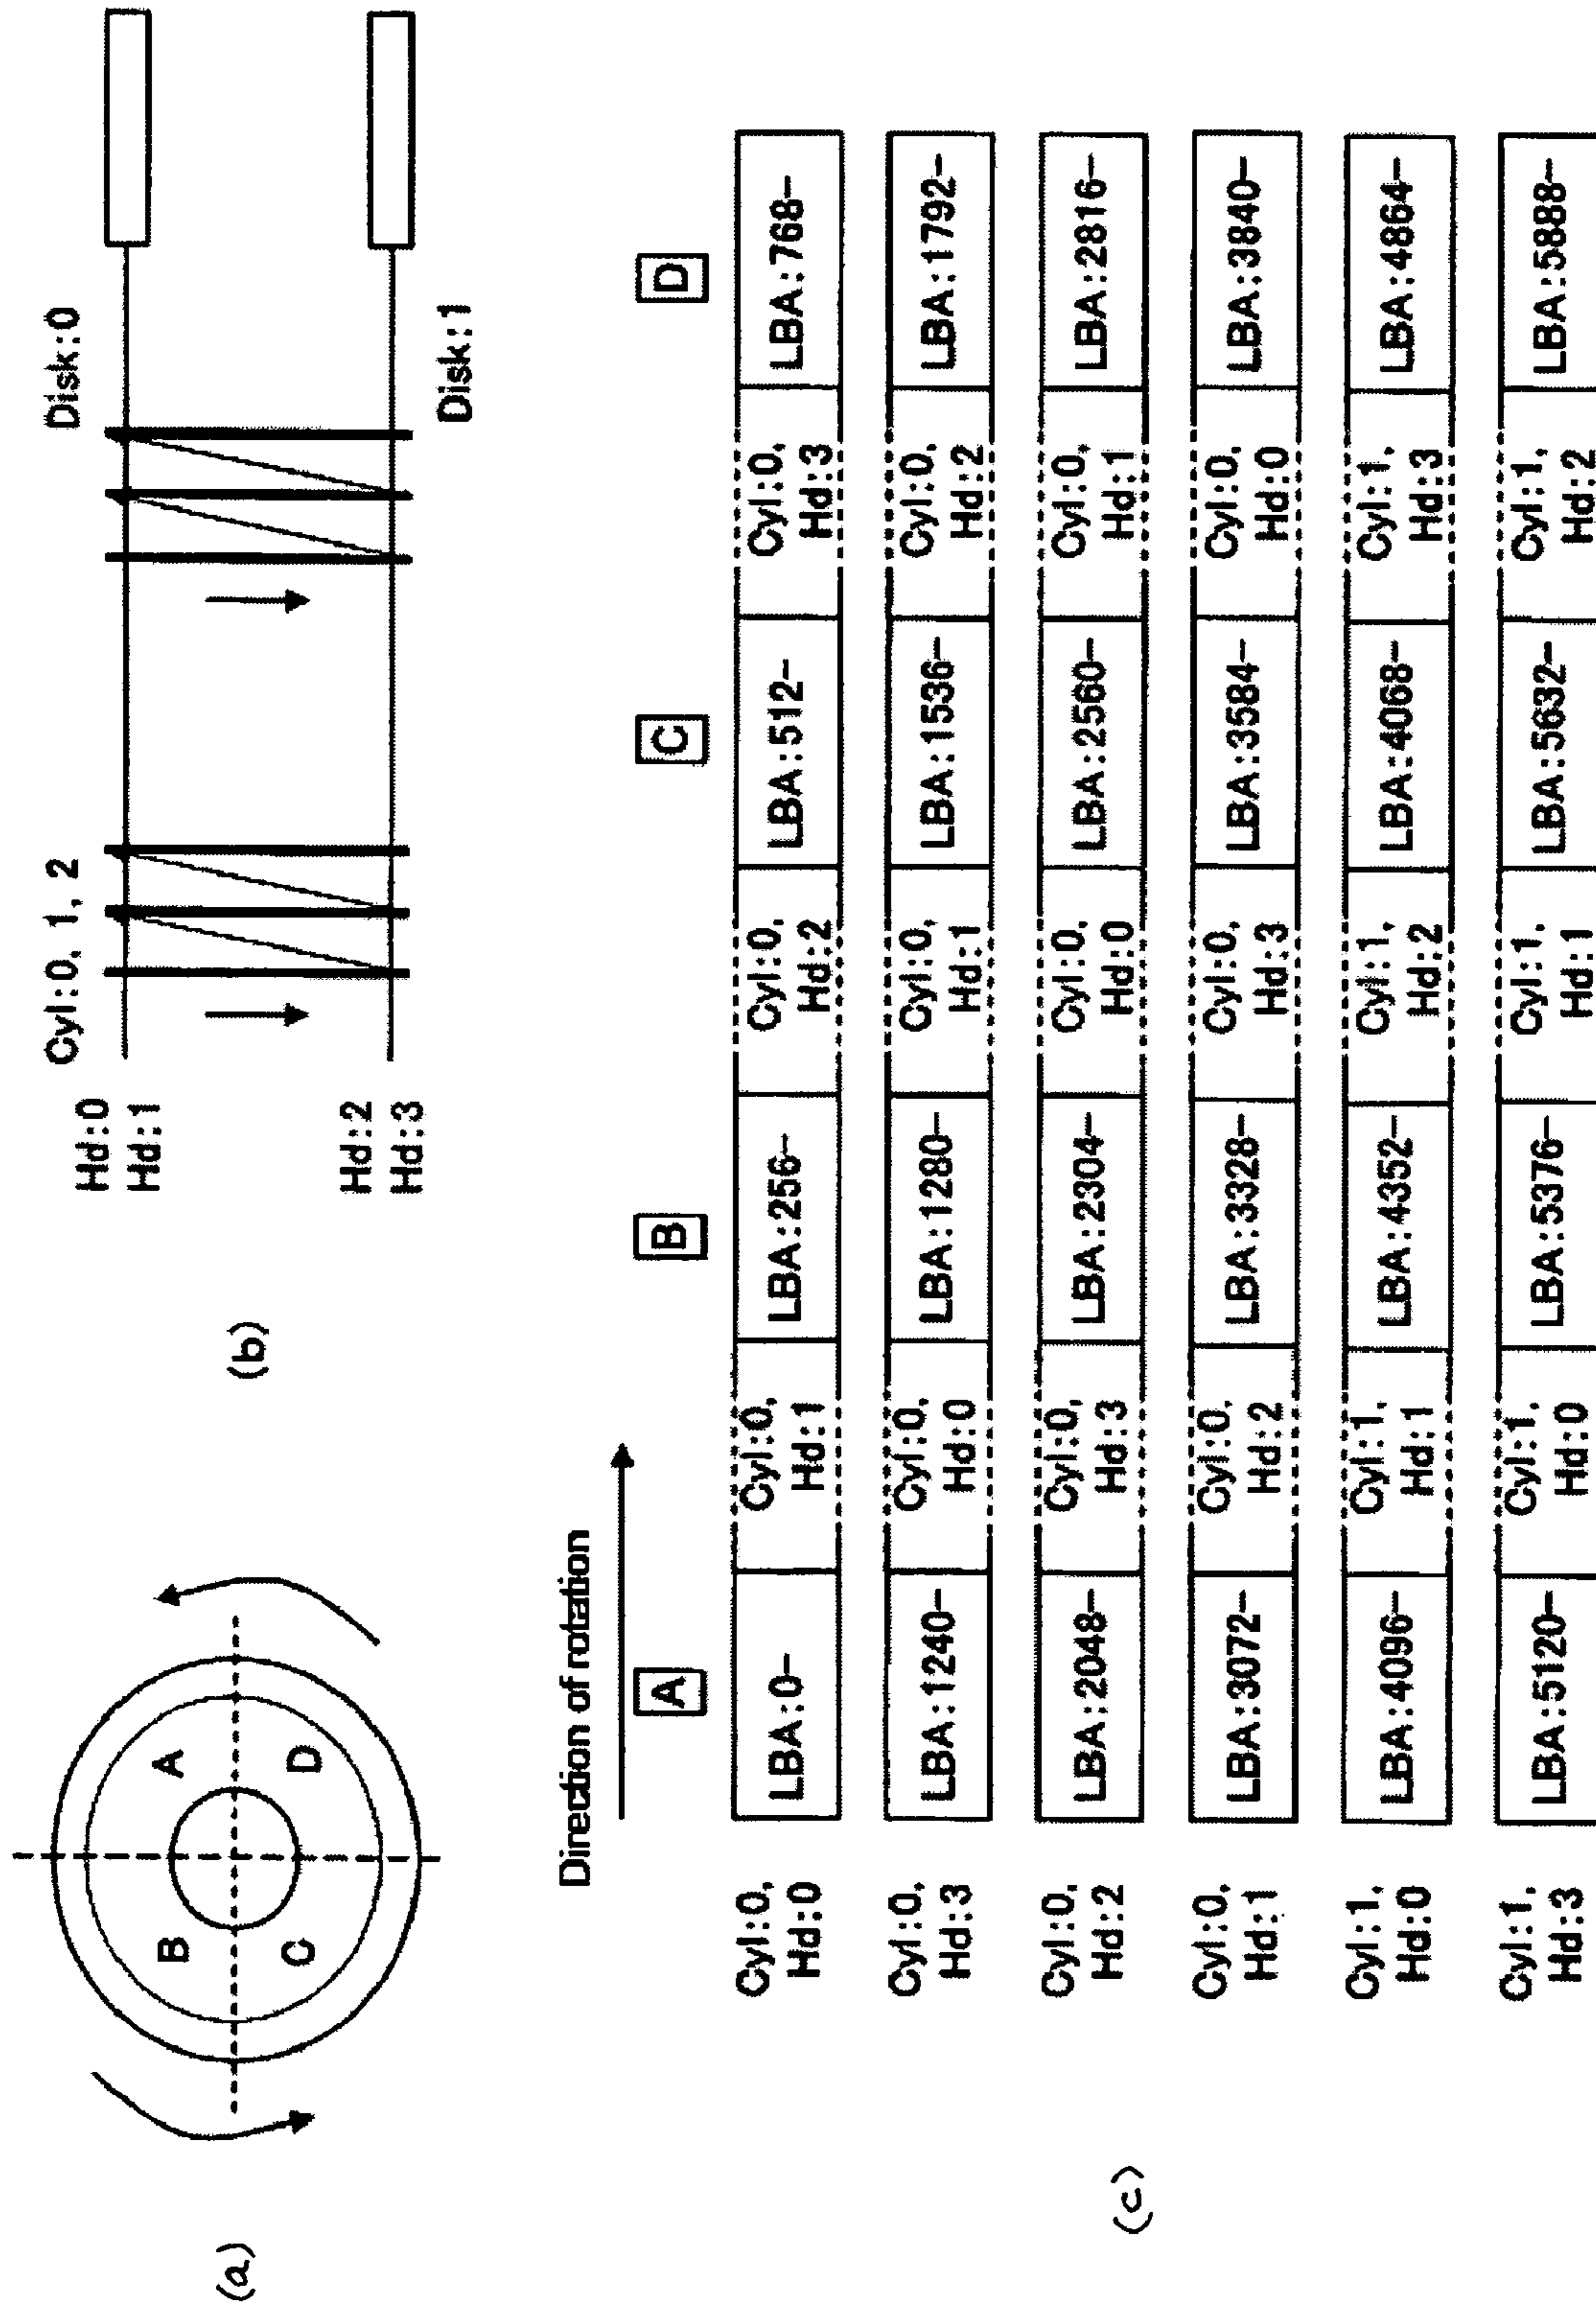 (a)
B
A
C
D
(b)
Cyl:0, 1, 2
Disk:0
Hd:0
Hd:1
Hd:2
Hd:3
Disk:1
(c)
Direction of rotation
A
B
C
D
Cyl:0,
Hd:0
LBA:0–
Cyl:0,
Hd:1
LBA:256–
Cyl:0,
Hd:2
LBA:512–
Cyl:0,
Hd:3
LBA:768–
Cyl:0,
Hd:3
LBA:1240–
Cyl:0,
Hd:0
LBA:1280–
Cyl:0,
Hd:1
LBA:1536–
Cyl:0,
Hd:2
LBA:1792–
Cyl:0,
Hd:2
LBA:2048–
Cyl:0,
Hd:3
LBA:2304–
Cyl:0,
Hd:0
LBA:2560–
Cyl:0,
Hd:1
LBA:2816–
Cyl:0,
Hd:1
LBA:3072–
Cyl:0,
Hd:2
LBA:3328–
Cyl:0,
Hd:3
LBA:3584–
Cyl:0,
Hd:0
LBA:3840–
Cyl:1,
Hd:0
LBA:4096–
Cyl:1,
Hd:1
LBA:4352–
Cyl:1,
Hd:2
LBA:4068–
Cyl:1,
Hd:3
LBA:4864–
Cyl:1,
Hd:3
LBA:5120–
Cyl:1,
Hd:0
LBA:5376–
Cyl:1,
Hd:1
LBA:5632–
Cyl:1,
Hd:2
LBA:5888–